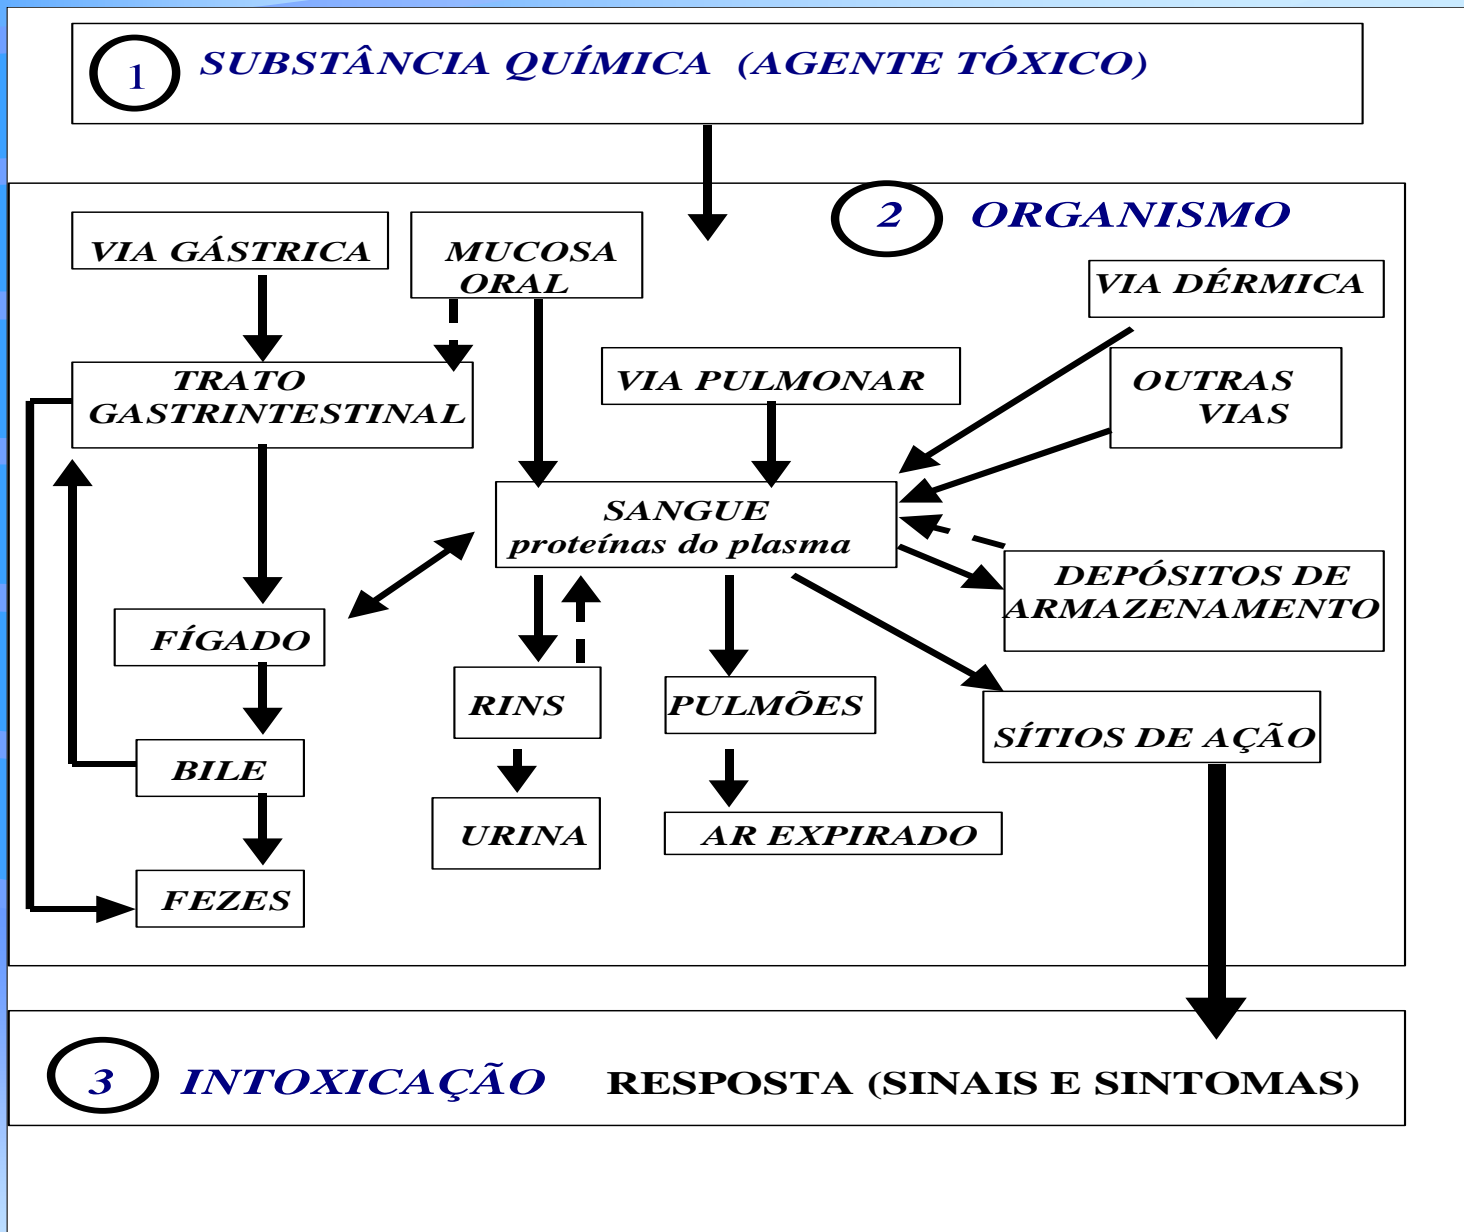 1 SUBSTÂNCIA QUÍMICA (AGENTE TÓXICO)
2 ORGANISMO
VIA GÁSTRICA
MUCOSA
ORAL
VIA DÉRMICA
TRATO
GASTRINTESTINAL
VIA PULMONAR
OUTRAS
VIAS
SANGUE
proteínas do plasma
DEPÓSITOS DE
ARMAZENAMENTO
FÍGADO
RINS
PULMÕES
SÍTIOS DE AÇÃO
BILE
URINA
AR EXPIRADO
FEZES
3 INTOXICAÇÃO RESPOSTA (SINAIS E SINTOMAS)